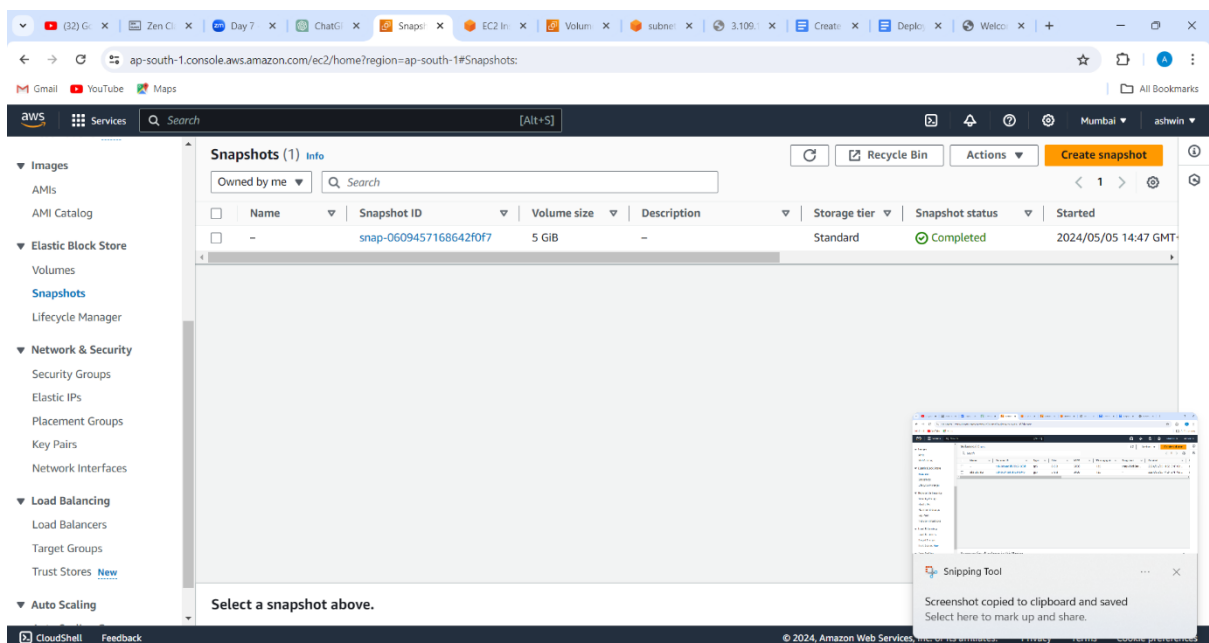 (32) Gc
Zen Cl
Day 7
ChatG
Snaps
EC2 In
Volum
subne
3.109.
Create
Deplo
Welco
ap-south-1.console.aws.amazon.com/ec2/home?region=ap-south-1#Snapshots:
Gmail YouTube Maps All Bookmarks
aws Services Search [Alt+S] Mumbai ashwin
Images
AMIs
AMI Catalog
Elastic Block Store
Volumes
Snapshots
Lifecycle Manager
Network & Security
Security Groups
Elastic IPs
Placement Groups
Key Pairs
Network Interfaces
Load Balancing
Load Balancers
Target Groups
Trust Stores New
Auto Scaling
Snapshots (1) Info Recycle Bin Actions Create snapshot
Owned by me Search 1
Name Snapshot ID Volume size Description Storage tier Snapshot status Started
– snap-0609457168642f0f7 5 GiB – Standard Completed 2024/05/05 14:47 GMT+
Select a snapshot above.
Snipping Tool
Screenshot copied to clipboard and saved
Select here to mark up and share.
CloudShell Feedback © 2024, Amazon Web Services, Inc. or its affiliates. Privacy Terms Cookie preferences